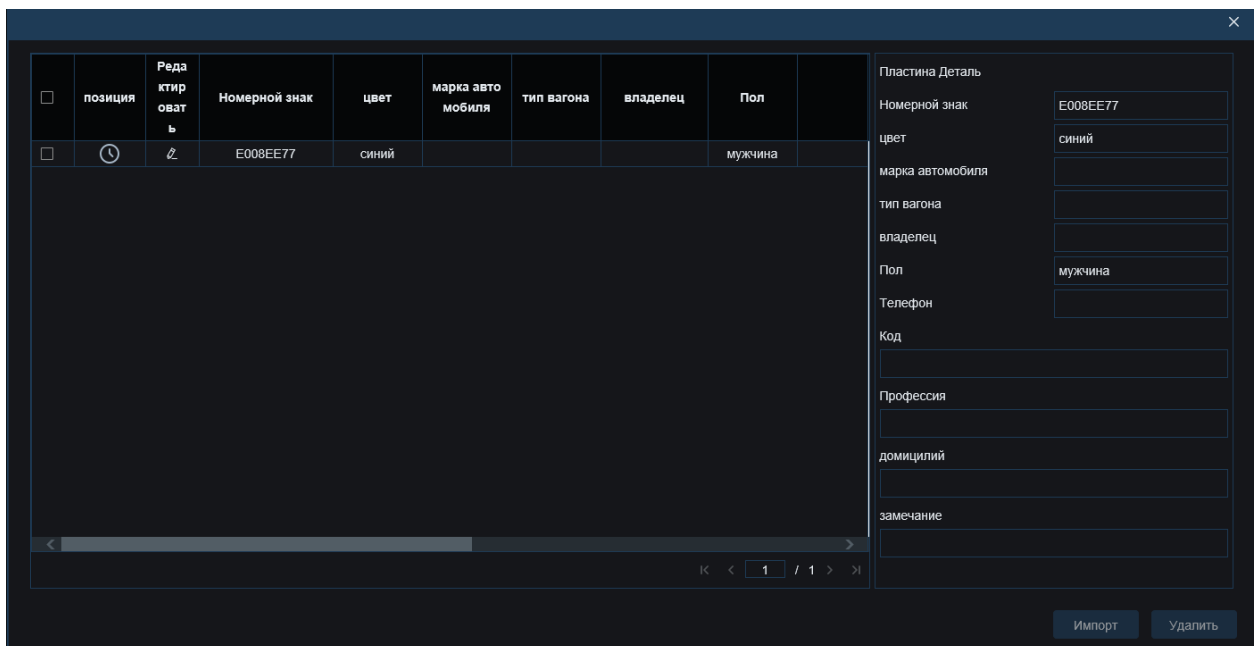 позиция Реда
ктир
оват
ь Номерной знак цвет марка авто
мобиля тип вагона владелец Пол
E008EE77 синий мужчина
1 / 1
Пластина Деталь
Номерной знак E008EE77
цвет синий
марка автомобиля
тип вагона
владелец
Пол мужчина
Телефон
Код
Профессия
домицилий
замечание
Импорт Удалить